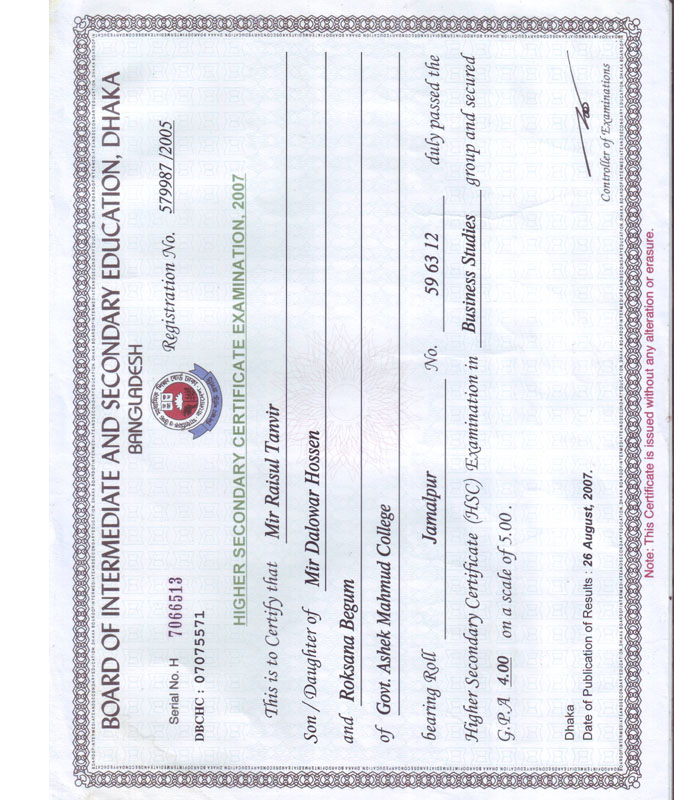 BOARD OF INTERMEDIATE AND SECONDARY EDUCATION, DHAKA
BANGLADESH
Serial No. H 7066513
Registration No. 579987 /2005
DBCHC : 07075571
HIGHER SECONDARY CERTIFICATE EXAMINATION, 2007
This is to Certify that Mir Raisul Tanvir
Son / Daughter of Mir Dalowar Hossen
and Roksana Begum
of Govt. Ashek Mahmud College
bearing Roll Jamalpur No. 59 63 12 duly passed the
Higher Secondary Certificate (HSC) Examination in Business Studies group and secured
G.P.A 4.00 on a scale of 5.00 .
Dhaka
Date of Publication of Results : 26 August, 2007.
Controller of Examinations
Note: This Certificate is issued without any alteration or erasure.